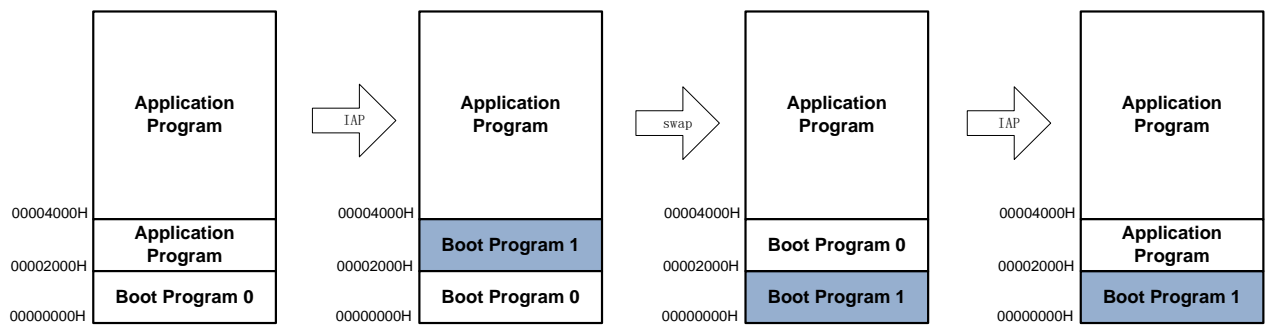 Application
Program
IAP
Application
Program
swap
Application
Program
IAP
Application
Program
00004000H
00004000H
00004000H
00004000H
Application
Program
Boot Program 1
Boot Program 0
Application
Program
00002000H
00002000H
00002000H
00002000H
Boot Program 0
Boot Program 0
Boot Program 1
Boot Program 1
00000000H
00000000H
00000000H
00000000H